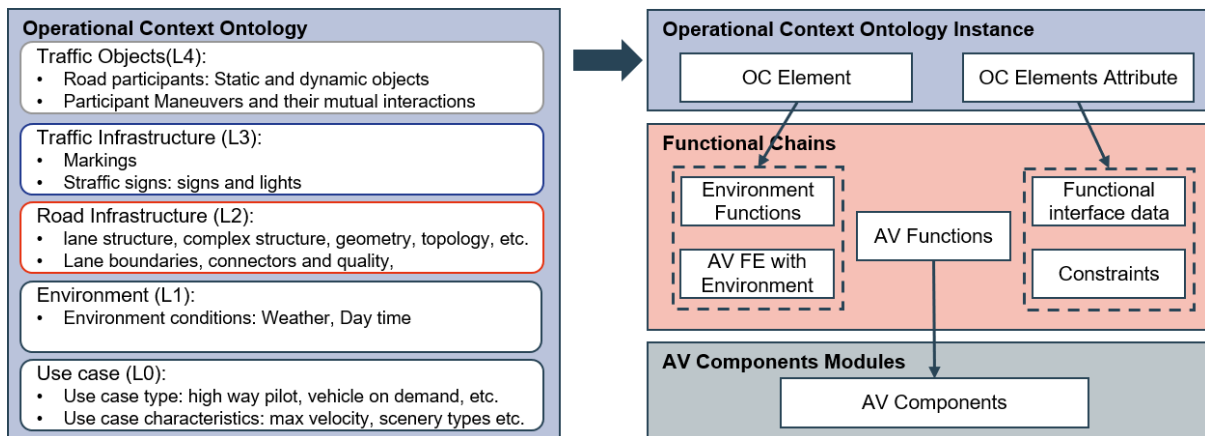 Operational Context Ontology
Traffic Objects(L4):
• Road participants: Static and dynamic objects
• Participant Maneuvers and their mutual interactions
Traffic Infrastructure (L3):
• Markings
• Straffic signs: signs and lights
Road Infrastructure (L2):
• lane structure, complex structure, geometry, topology, etc.
• Lane boundaries, connectors and quality,
Environment (L1):
• Environment conditions: Weather, Day time
Use case (L0):
• Use case type: high way pilot, vehicle on demand, etc.
• Use case characteristics: max velocity, scenery types etc.
Operational Context Ontology Instance
OC Element
OC Elements Attribute
Functional Chains
Environment
Functions
AV FE with
Environment
AV Functions
Functional
interface data
Constraints
AV Components Modules
AV Components